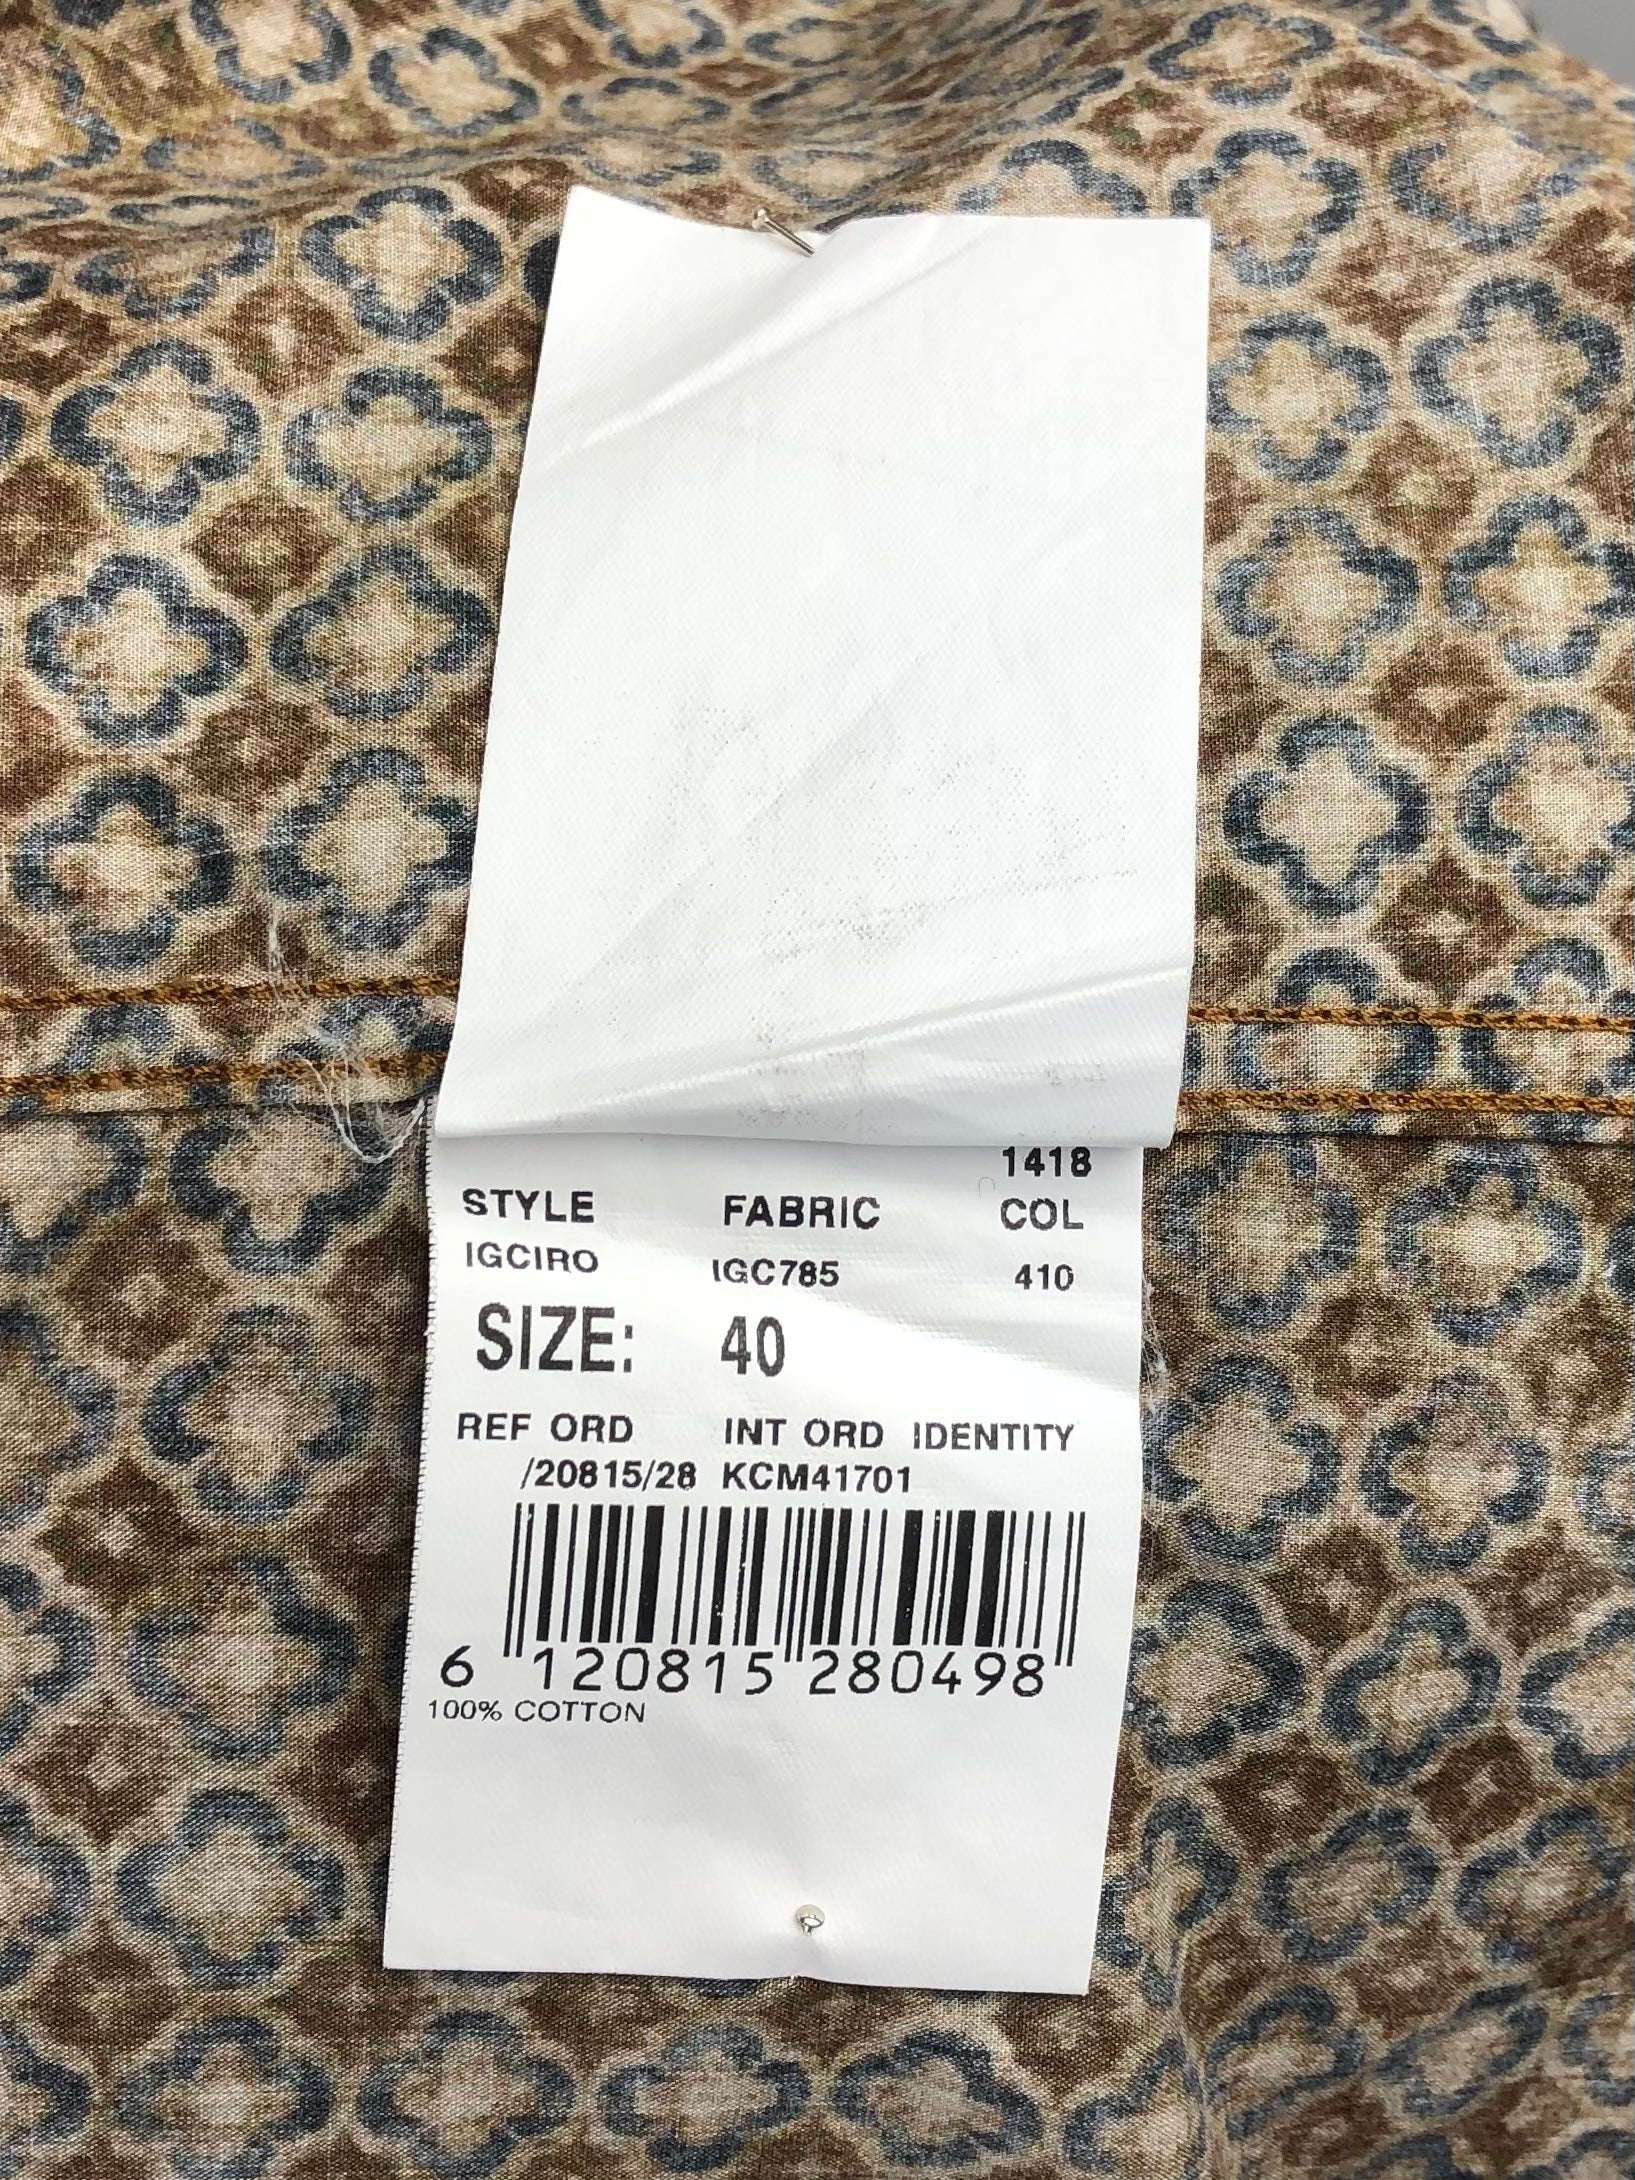 1418
STYLE FABRIC COL
IGCIRO IGC785 410
SIZE: 40
REF ORD INT ORD IDENTITY
/20815/28 KCM41701
6 120815 280498
100% COTTON